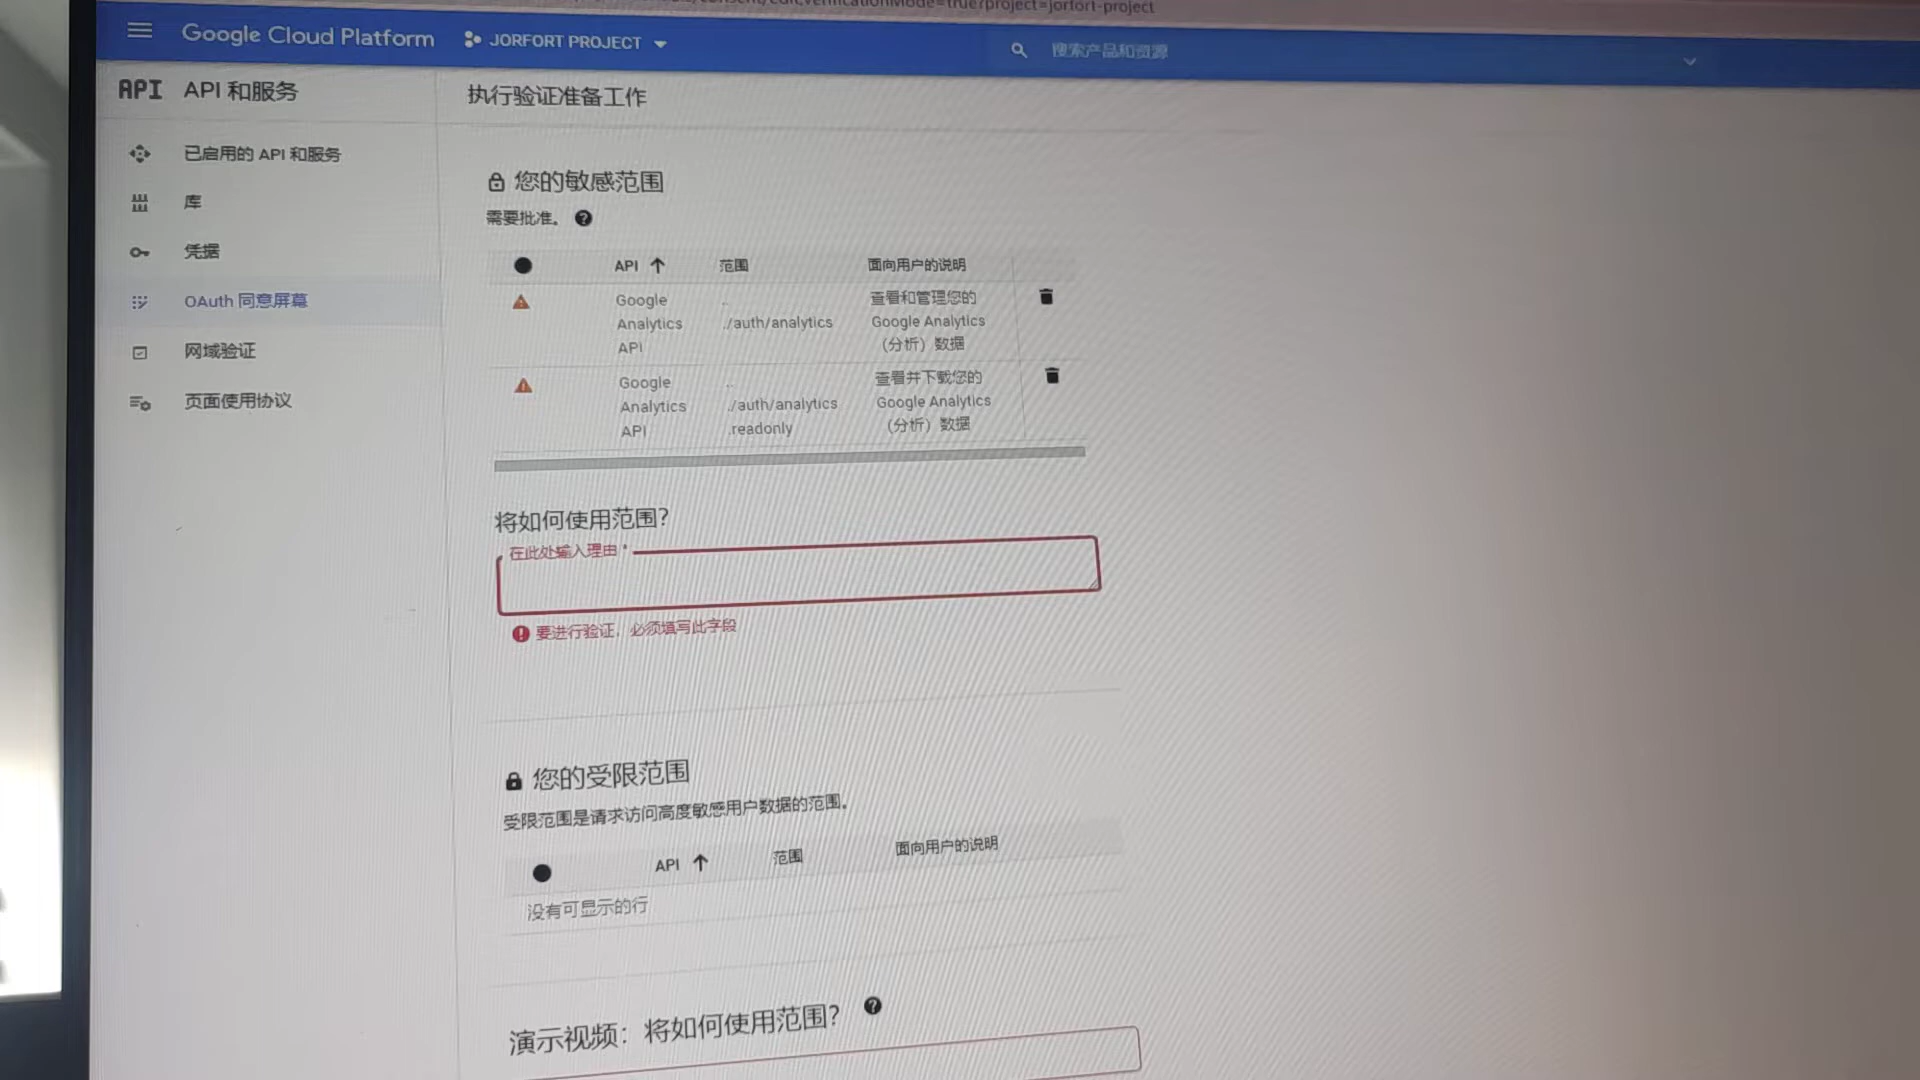 verificationMode=true?project=jorfort-project
Google Cloud Platform
JORFORT PROJECT
搜索产品和资源
API API 和服务
执行验证准备工作
已启用的 API 和服务
库
凭据
OAuth 同意屏幕
网域验证
页面使用协议
您的敏感范围
需要批准。
API 范围 面向用户的说明
Google Analytics API
..
./auth/analytics
查看和管理您的
Google Analytics
（分析）数据
Google Analytics API
..
./auth/analytics
.readonly
查看并下载您的
Google Analytics
（分析）数据
将如何使用范围？
在此处输入理由 *
要进行验证，必须填写此字段
您的受限范围
受限范围是请求访问高度敏感用户数据的范围。
API 范围 面向用户的说明
没有可显示的行
演示视频：将如何使用范围？